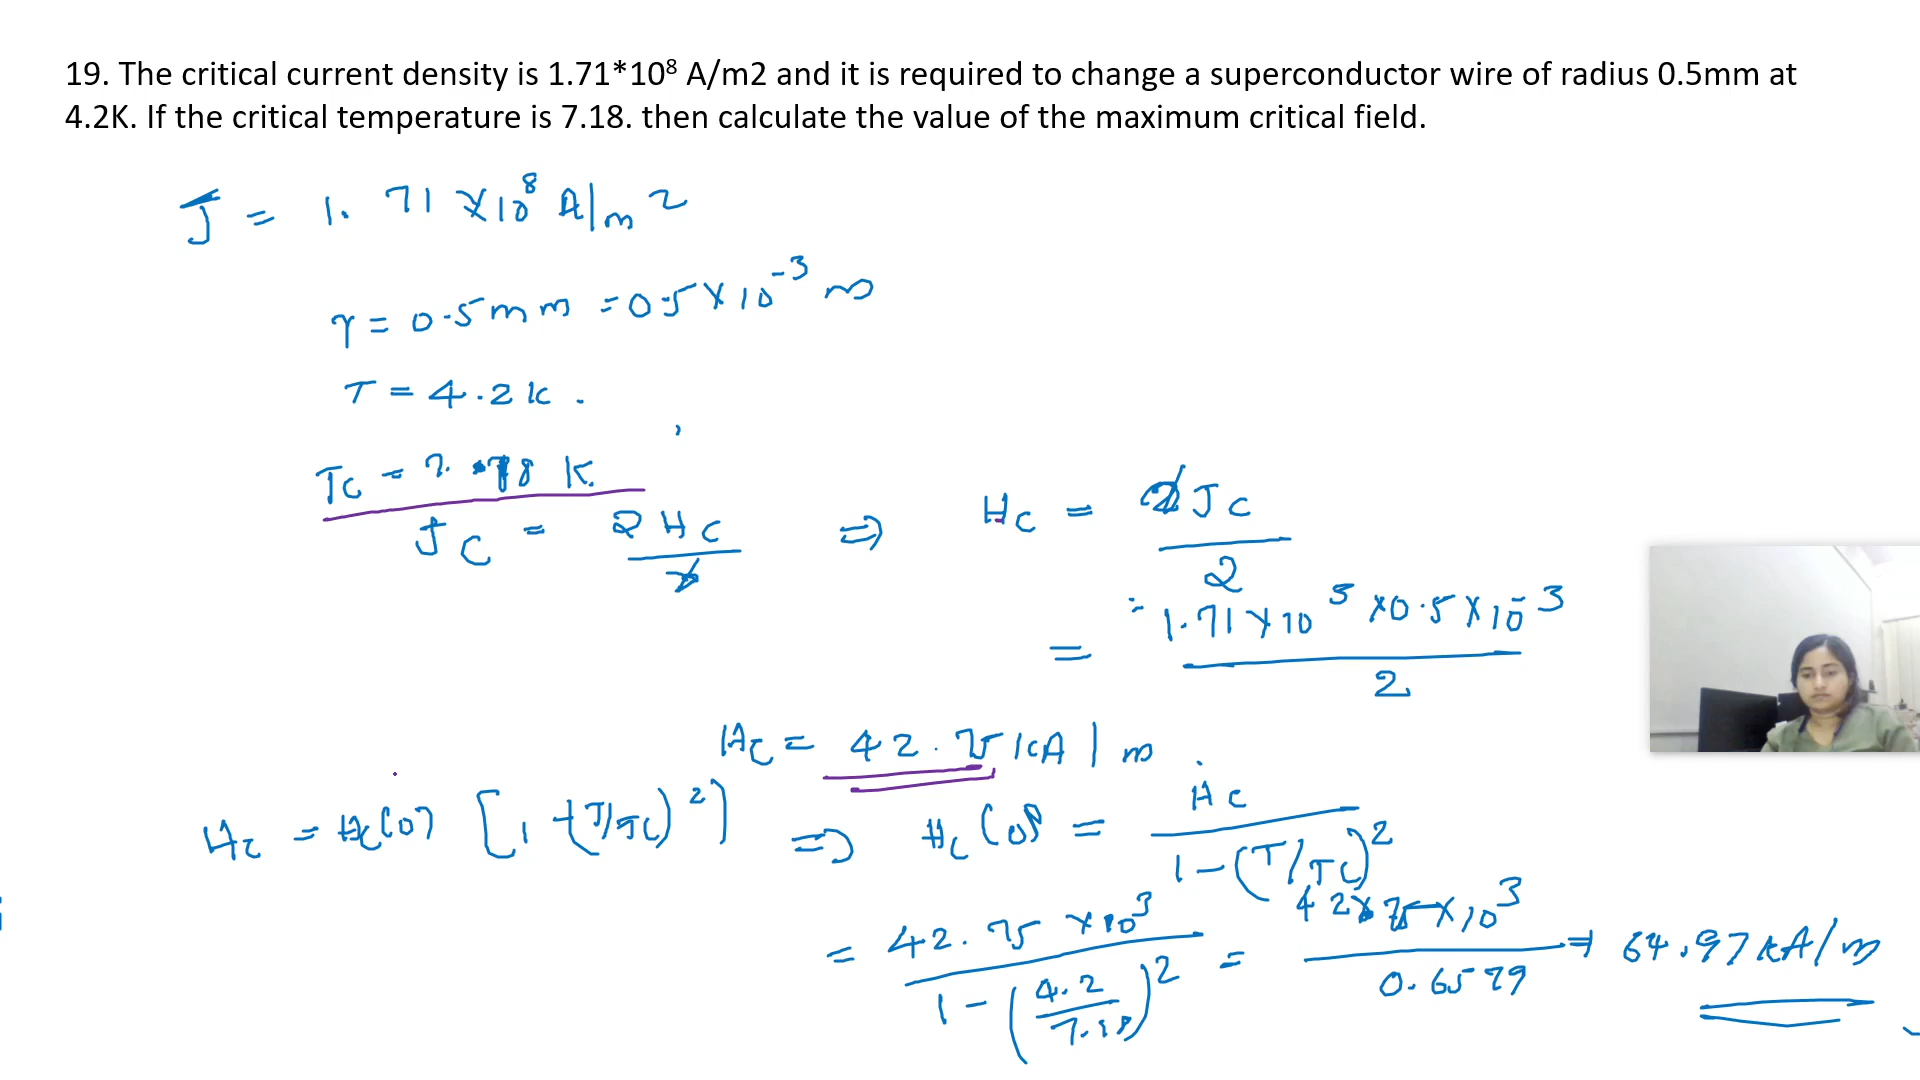 19. The critical current density is 1.71*10⁸ A/m2 and it is required to change a superconductor wire of radius 0.5mm at
4.2K. If the critical temperature is 7.18. then calculate the value of the maximum critical field.
J = 1.71 × 10⁸ A/m2
r = 0.5mm = 0.5 × 10⁻³ m
T = 4.2K.
Tc = 7.18 K.
Jc = 2Hc/r ⇒ Hc = rJc/2
= 1.71 × 10⁸ × 0.5 × 10⁻³ / 2
Hc = 42.75 kA/m
Hc = Hc(0) [1 - (T/Tc)²] ⇒ Hc(0) = Hc / 1 - (T/Tc)²
= 42.75 × 10³ / 1 - (4.2/7.18)² = 42.75 × 10³ / 0.6579 ⇒ 64.97 kA/m